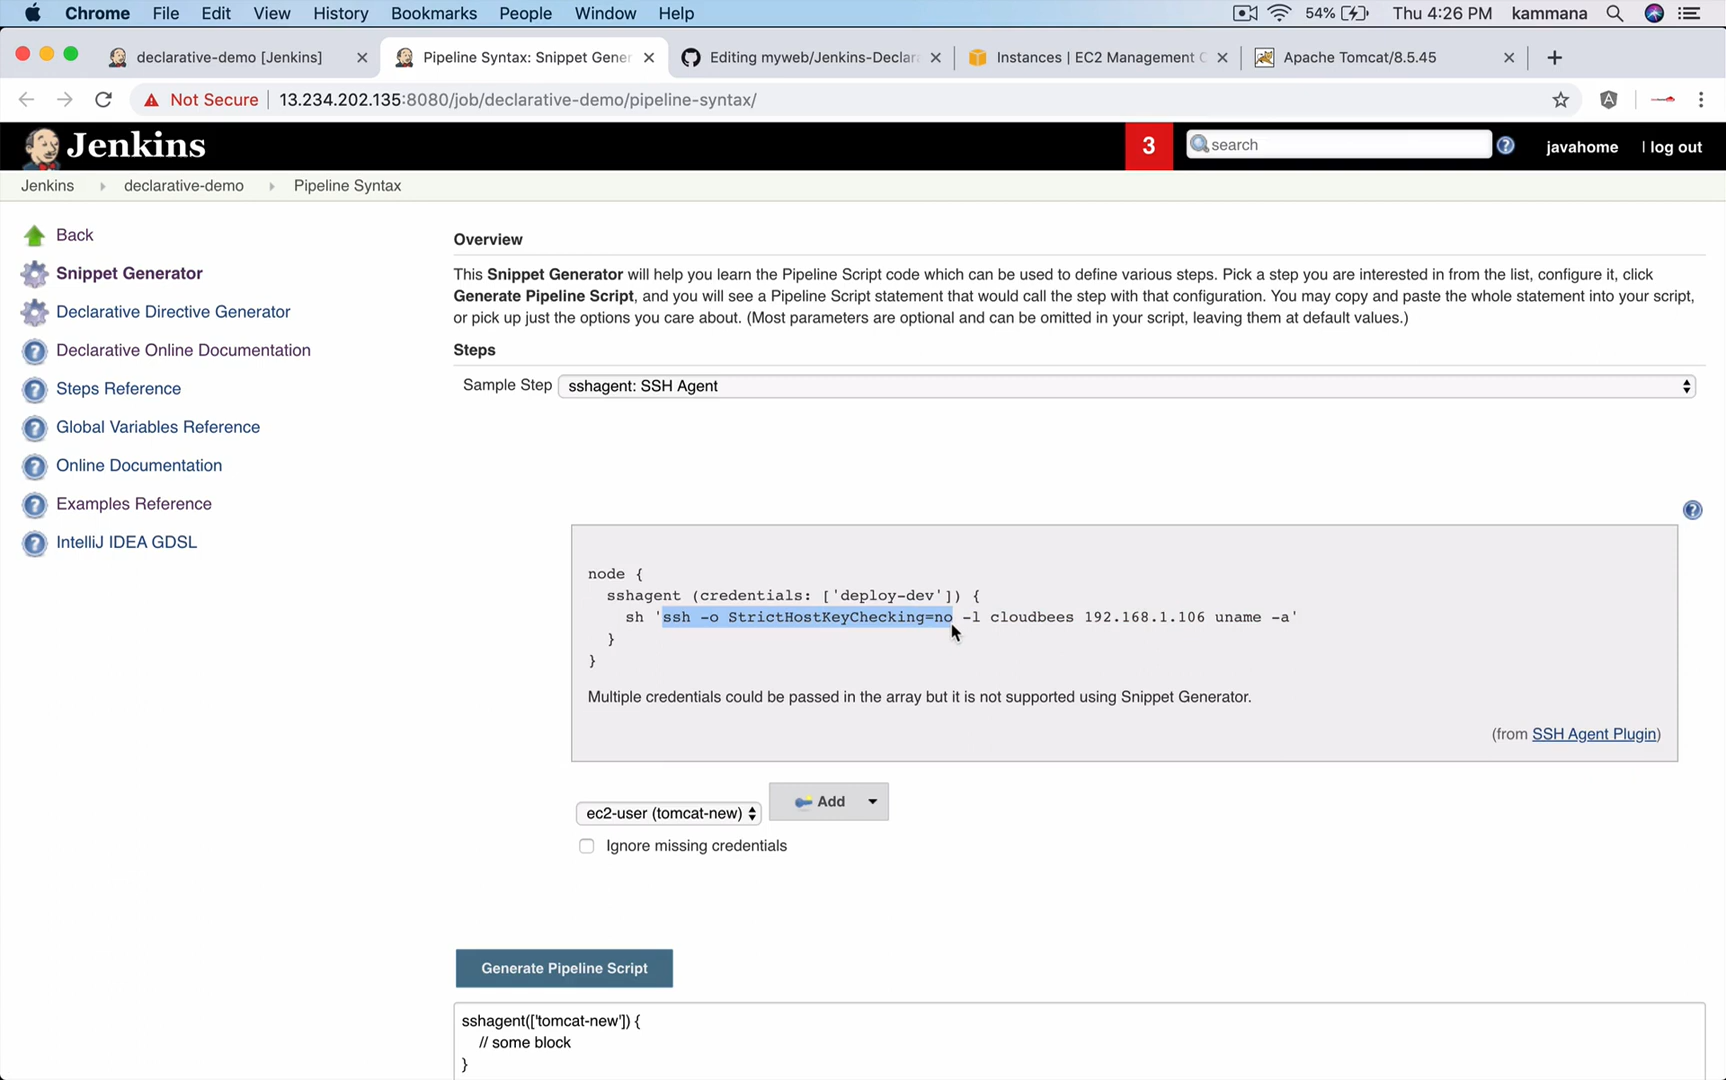 Chrome File Edit View History Bookmarks People Window Help 54% Thu 4:26 PM kammana
declarative-demo [Jenkins] Pipeline Syntax: Snippet Gener Editing myweb/Jenkins-Declara Instances | EC2 Management C Apache Tomcat/8.5.45
Not Secure 13.234.202.135:8080/job/declarative-demo/pipeline-syntax/
Jenkins 3 search javahome | log out
Jenkins declarative-demo Pipeline Syntax
Back
Snippet Generator
Declarative Directive Generator
Declarative Online Documentation
Steps Reference
Global Variables Reference
Online Documentation
Examples Reference
IntelliJ IDEA GDSL
Overview
This Snippet Generator will help you learn the Pipeline Script code which can be used to define various steps. Pick a step you are interested in from the list, configure it, click
Generate Pipeline Script, and you will see a Pipeline Script statement that would call the step with that configuration. You may copy and paste the whole statement into your script,
or pick up just the options you care about. (Most parameters are optional and can be omitted in your script, leaving them at default values.)
Steps
Sample Step sshagent: SSH Agent
node {
sshagent (credentials: ['deploy-dev']) {
sh 'ssh -o StrictHostKeyChecking=no -l cloudbees 192.168.1.106 uname -a'
}
}
Multiple credentials could be passed in the array but it is not supported using Snippet Generator.
(from SSH Agent Plugin)
ec2-user (tomcat-new) Add
Ignore missing credentials
Generate Pipeline Script
sshagent(['tomcat-new']) {
// some block
}